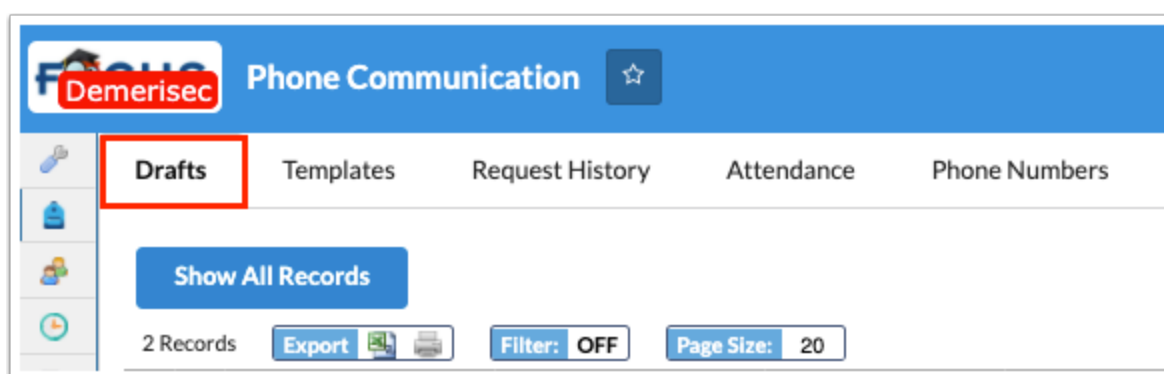 FOCUS
Demerisec
Phone Communication
Drafts Templates Request History Attendance Phone Numbers
Show All Records
2 Records Export Filter: OFF Page Size: 20